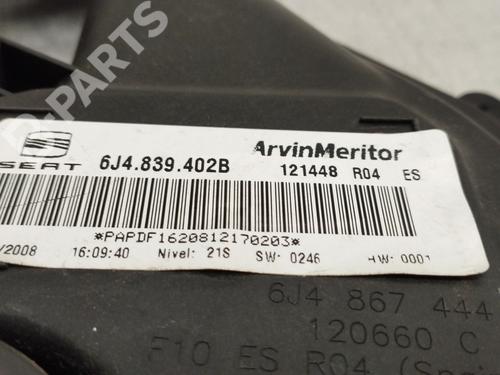 B-PARTS
SEAT
6J4.839.402B
ArvinMeritor
121448 R04 ES
*PAPDF1620812170203*
/2008 16:09:40 Nivel: 21S SW: 0246 HW: 0001
6J4 867 444
120660 C
F10 ES R04